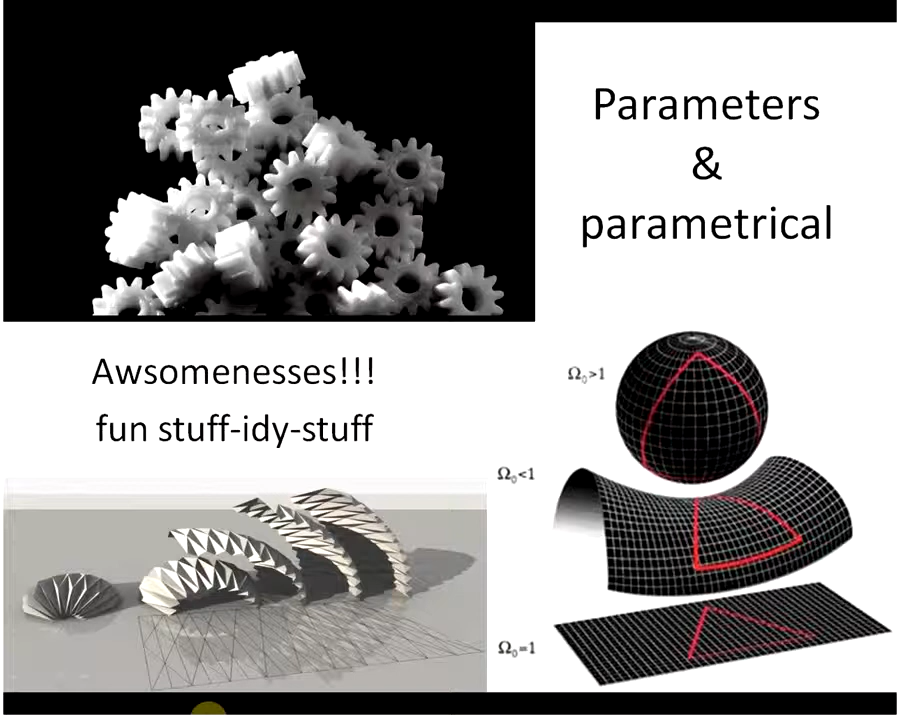 Parameters
&
parametrical
Awsomenesses!!!
fun stuff-idy-stuff
Ω₀>1
Ω₀<1
Ω₀=1